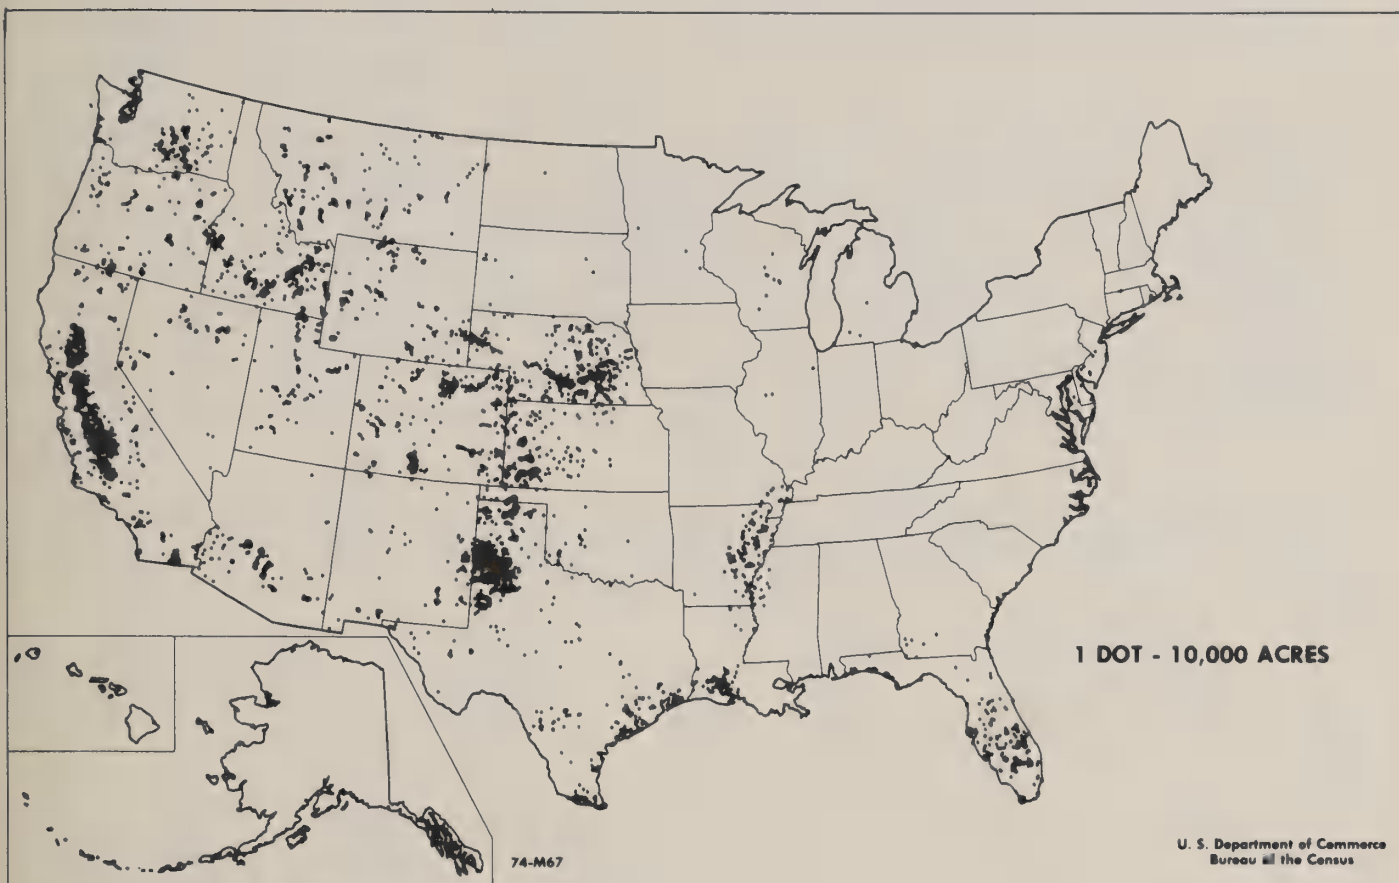 1 DOT - 10,000 ACRES
74-M67
U. S. Department of Commerce
Bureau the Census